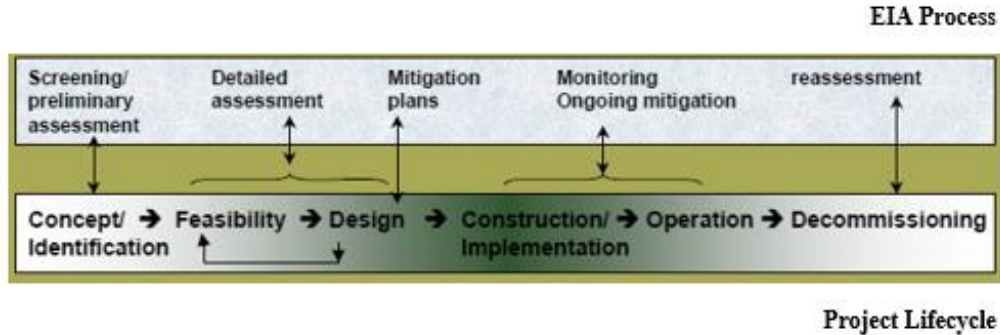 EIA Process
Screening/
preliminary
assessment
Detailed
assessment
Mitigation
plans
Monitoring
Ongoing mitigation
reassessment
Concept/
Identification
Feasibility
Design
Construction/
Implementation
Operation
Decommissioning
Project Lifecycle